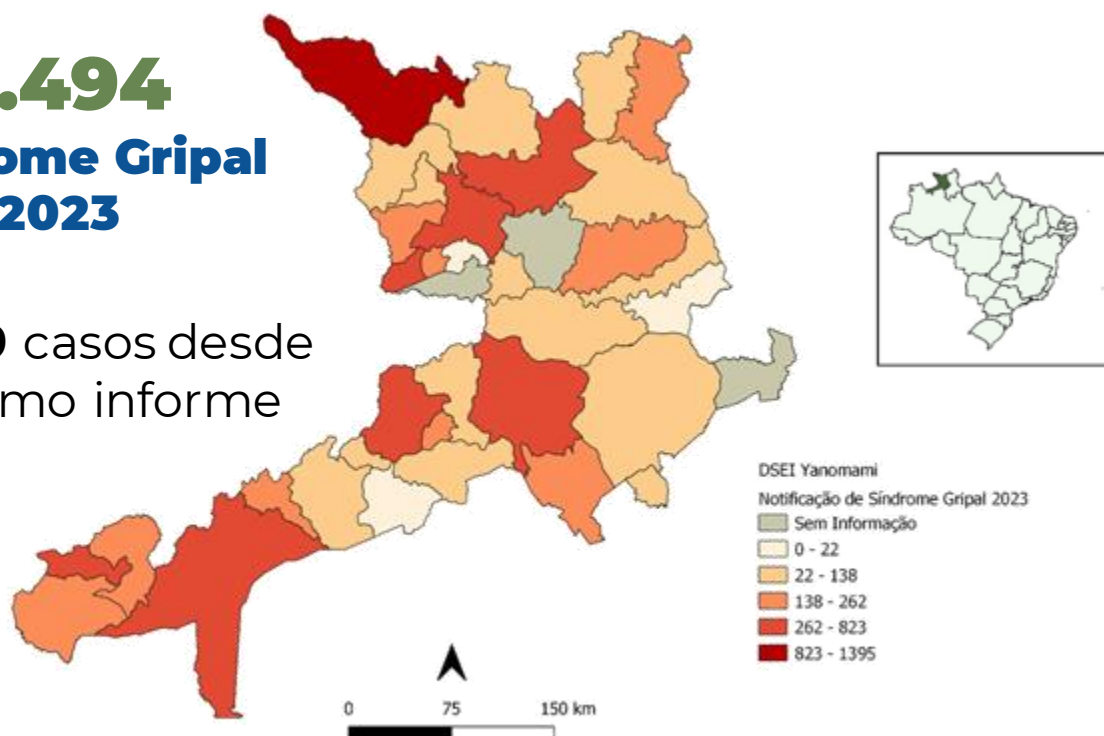 .494
ome Gripal
2023
casos desde
mo informe
DSEI Yanomami
Notificação de Síndrome Gripal 2023
Sem Informação
0 - 22
22 - 138
138 - 262
262 - 823
823 - 1395
0 75 150 km